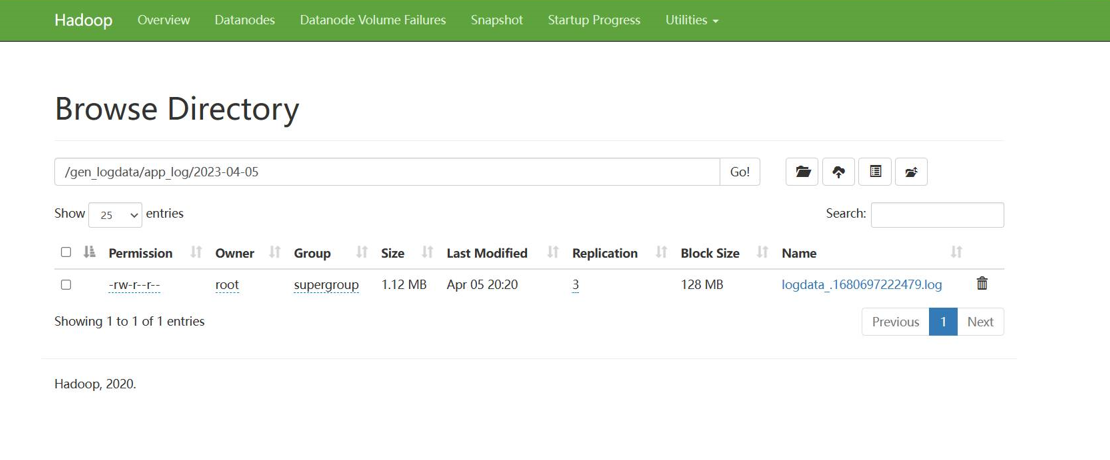 Hadoop Overview Datanodes Datanode Volume Failures Snapshot Startup Progress Utilities
Browse Directory
/gen_logdata/app_log/2023-04-05 Go!
Show 25 entries Search:
Permission Owner Group Size Last Modified Replication Block Size Name
-rw-r--r-- root supergroup 1.12 MB Apr 05 20:20 3 128 MB logdata_.1680697222479.log
Showing 1 to 1 of 1 entries Previous 1 Next
Hadoop, 2020.